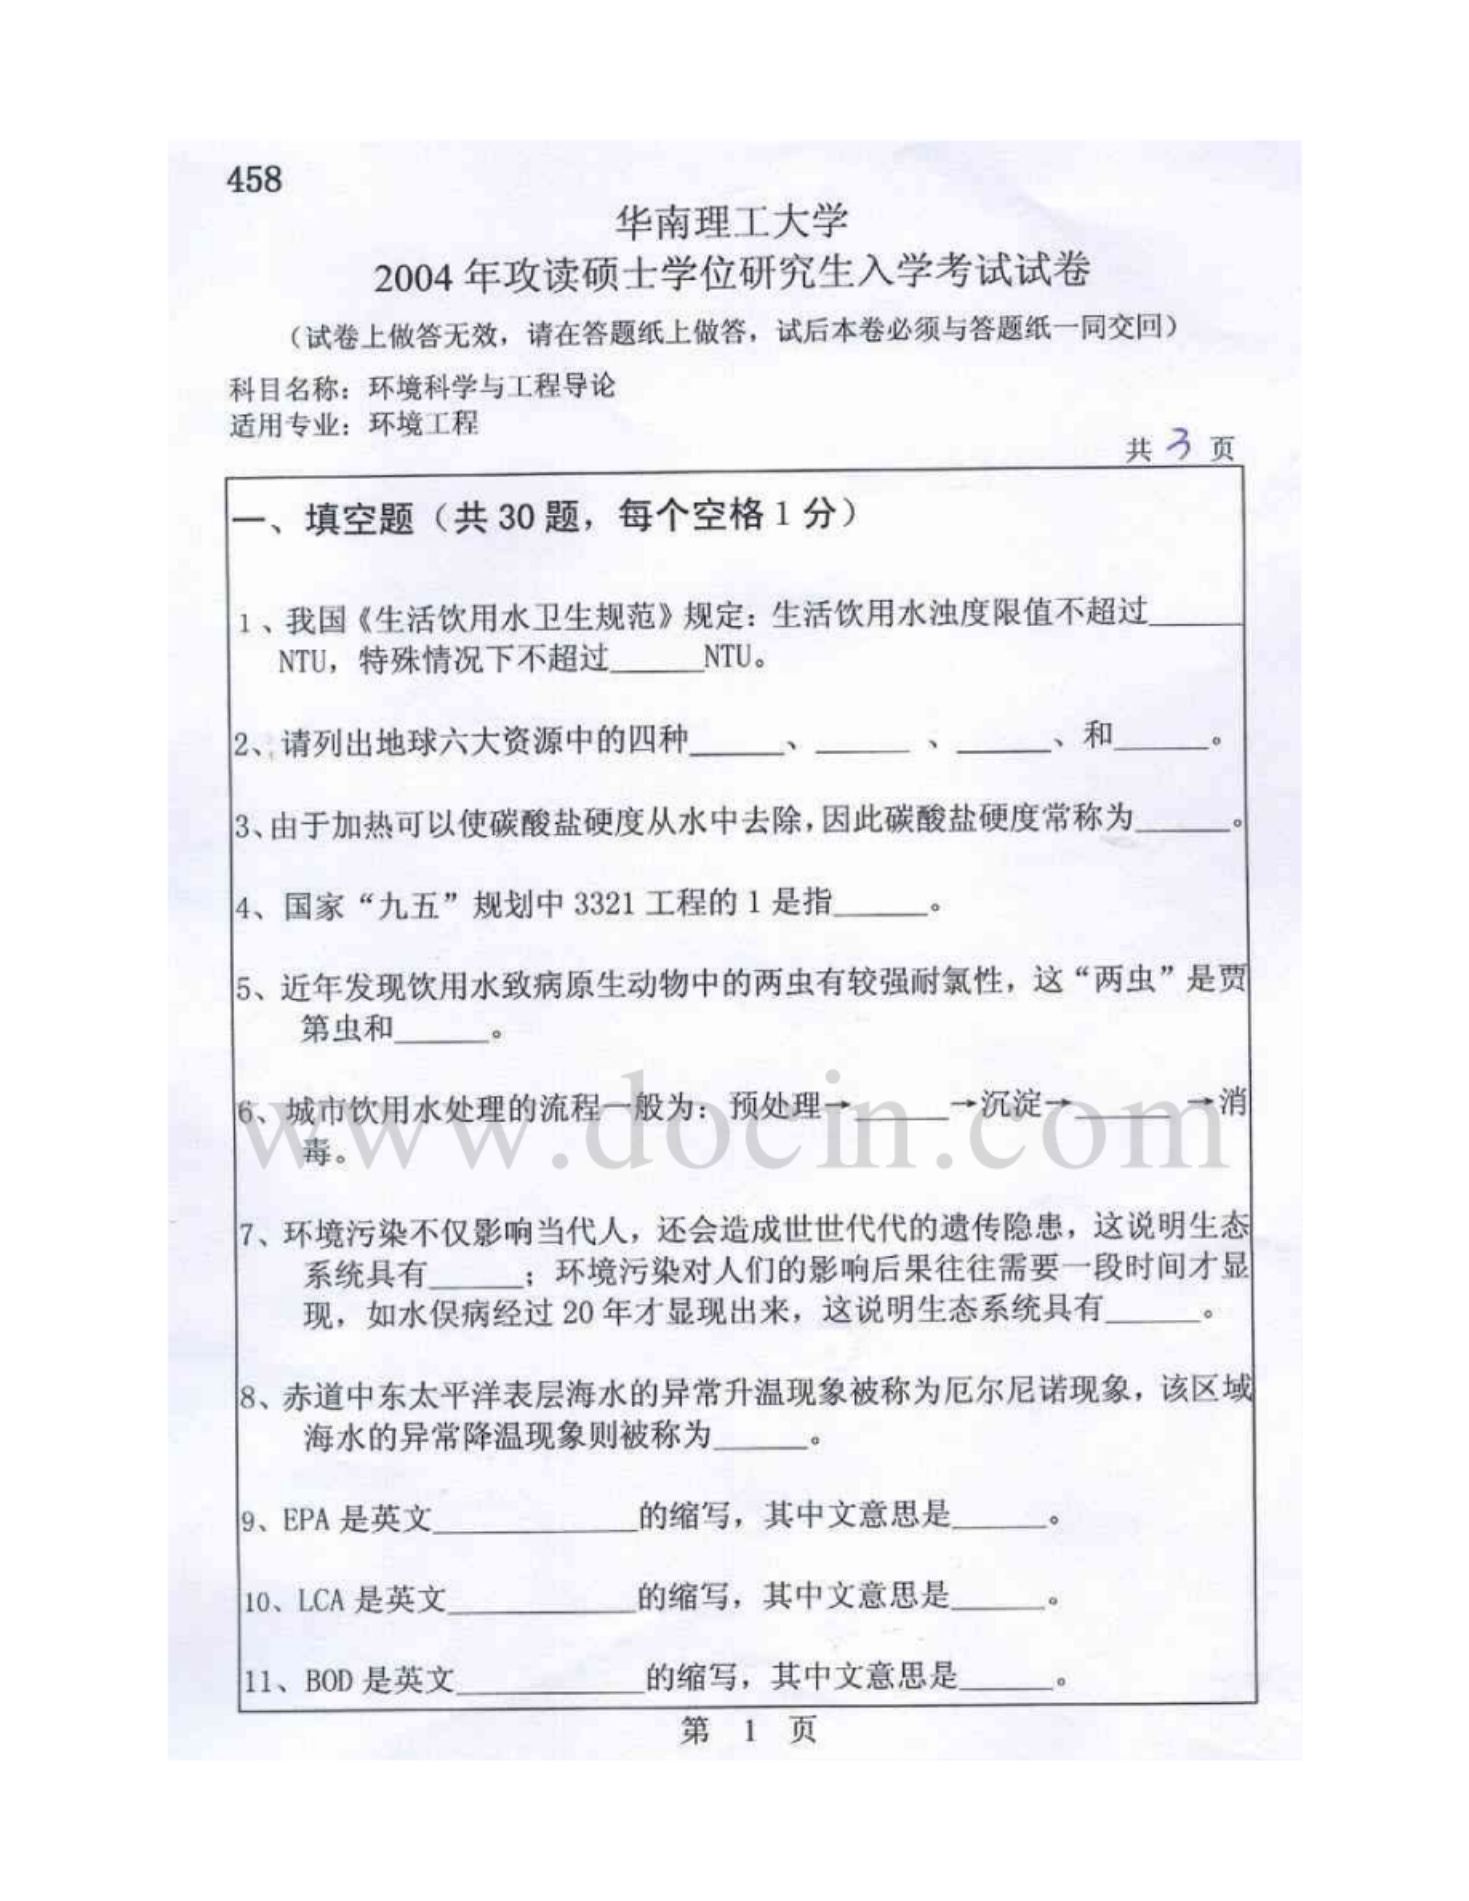 458
华南理工大学
2004 年攻读硕士学位研究生入学考试试卷
（试卷上做答无效，请在答题纸上做答，试后本卷必须与答题纸一同交回）
科目名称：环境科学与工程导论
适用专业：环境工程
共 3 页
一、填空题（共 30 题，每个空格 1 分）
1、我国《生活饮用水卫生规范》规定：生活饮用水浊度限值不超过______
NTU，特殊情况下不超过______NTU。
2、请列出地球六大资源中的四种______、______、______、和______。
3、由于加热可以使碳酸盐硬度从水中去除，因此碳酸盐硬度常称为______。
4、国家“九五”规划中 3321 工程的 1 是指______。
5、近年发现饮用水致病原生动物中的两虫有较强耐氯性，这“两虫”是贾
第虫和______。
6、城市饮用水处理的流程一般为：预处理→______→沉淀→______→消
毒。
www.docin.com
7、环境污染不仅影响当代人，还会造成世世代代的遗传隐患，这说明生态
系统具有______；环境污染对人们的影响后果往往需要一段时间才显
现，如水俣病经过 20 年才显现出来，这说明生态系统具有______。
8、赤道中东太平洋表层海水的异常升温现象被称为厄尔尼诺现象，该区域
海水的异常降温现象则被称为______。
9、EPA 是英文____________的缩写，其中文意思是______。
10、LCA 是英文____________的缩写，其中文意思是______。
11、BOD 是英文____________的缩写，其中文意思是______。
第 1 页